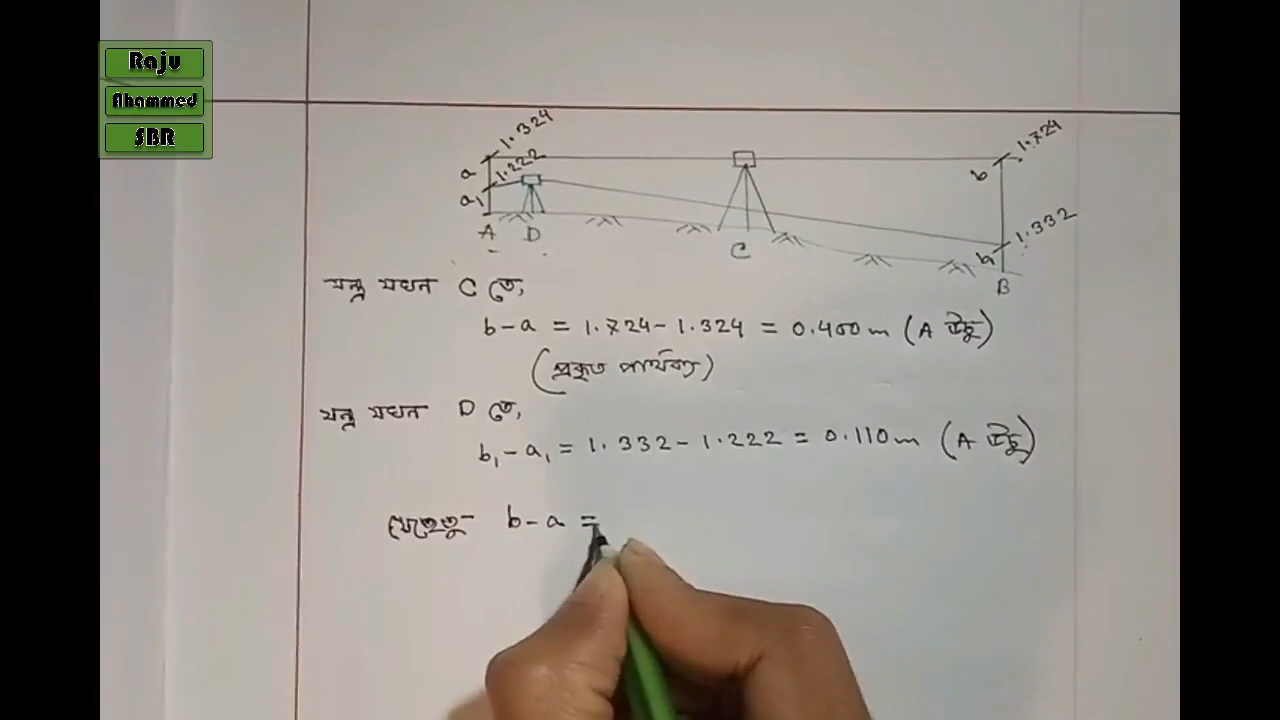 Raju
Ahammed
SBR
1.324
1.724
a
1.222
b
a₁
1.332
b₁
A
D
C
B
যন্ত্র যখন C তে,
b-a = 1.724 - 1.324 = 0.400 m (A উঁচু)
(প্রকৃত পার্থক্য)
যন্ত্র যখন D তে,
b₁ - a₁ = 1.332 - 1.222 = 0.110 m (A উঁচু)
যেহেতু b - a =